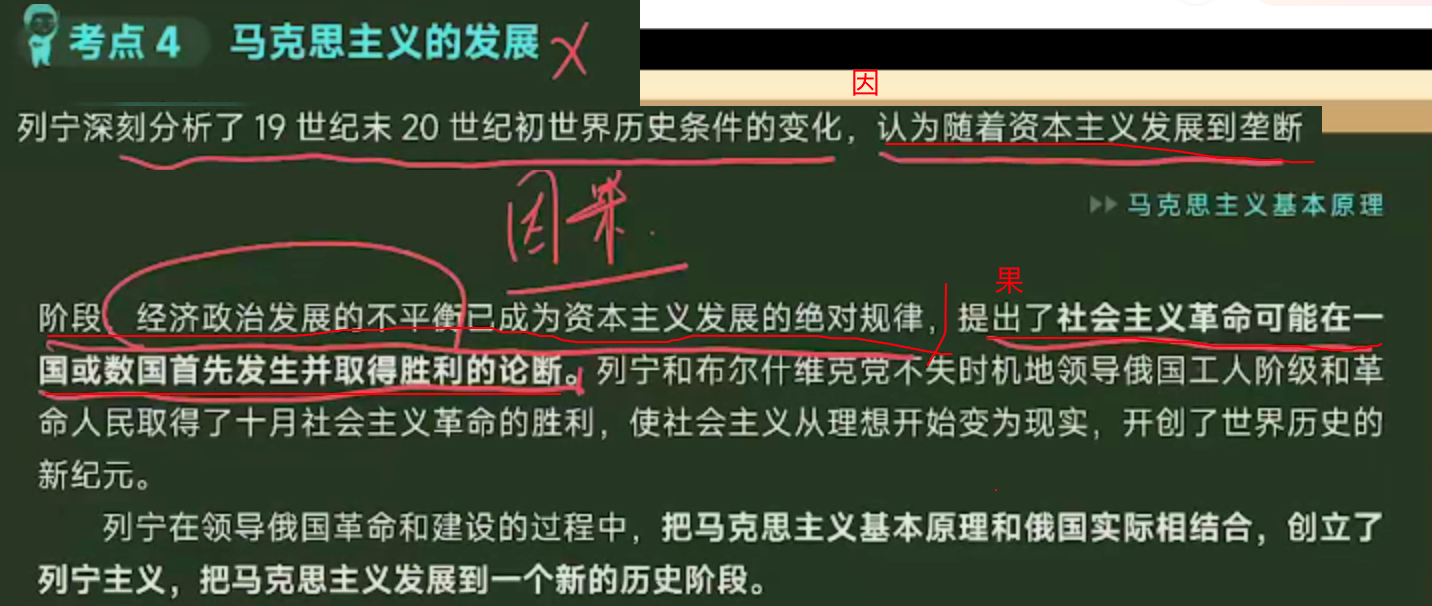 考点 4 马克思主义的发展
因
列宁深刻分析了 19 世纪末 20 世纪初世界历史条件的变化，认为随着资本主义发展到垄断
因果
马克思主义基本原理
果
阶段，经济政治发展的不平衡已成为资本主义发展的绝对规律，提出了社会主义革命可能在一
国或数国首先发生并取得胜利的论断。列宁和布尔什维克党不失时机地领导俄国工人阶级和革
命人民取得了十月社会主义革命的胜利，使社会主义从理想开始变为现实，开创了世界历史的
新纪元。
列宁在领导俄国革命和建设的过程中，把马克思主义基本原理和俄国实际相结合，创立了
列宁主义，把马克思主义发展到一个新的历史阶段。